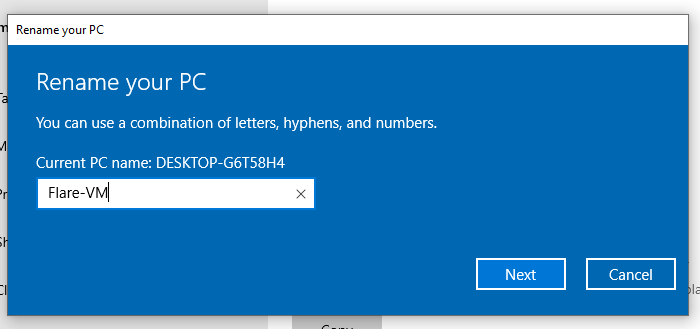 Rename your PC
Rename your PC
You can use a combination of letters, hyphens, and numbers.
Current PC name: DESKTOP-G6T58H4
Flare-VM
Next
Cancel